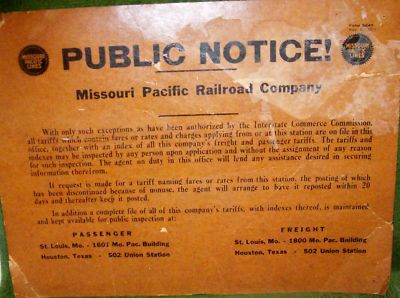 MISSOURI
PACIFIC
LINES
PUBLIC NOTICE!
MISSOURI
PACIFIC
LINES
Missouri Pacific Railroad Company
With only such exceptions as have been authorized by the Interstate Commerce Commission,
all tariffs which contain fares or rates and charges applying from or at this station are on file in this
office, together with an index of all this company's freight and passenger tariffs. The tariffs and
indexes may be inspected by any person upon application and without the assignment of any reason
for such inspection. The agent on duty in this office will lend any assistance desired in securing
information therefrom.
If request is made for a tariff naming fares or rates from this station, the posting of which
has been discontinued because of nonuse, the agent will arrange to have it reposted within 20
days and thereafter keep it posted.
In addition a complete file of all of this company's tariffs, with indexes thereof, is maintained
and kept available for public inspection at:
PASSENGER
St. Louis, Mo. - 1601 Mo. Pac. Building
Houston, Texas - 502 Union Station
FREIGHT
St. Louis, Mo. - 1800 Mo. Pac. Building
Houston, Texas - 502 Union Station